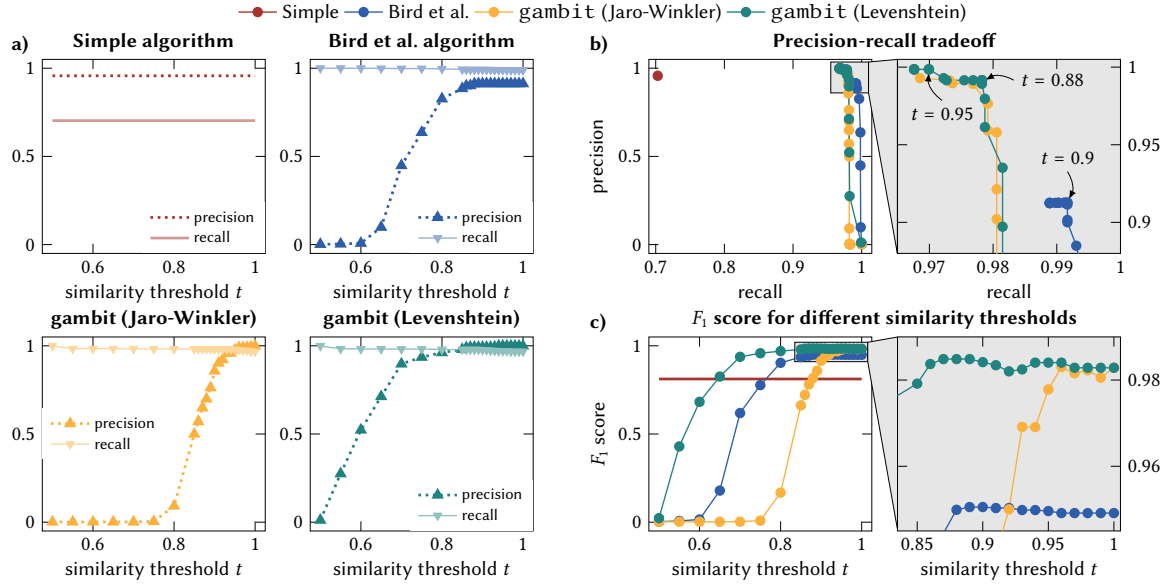 Simple Bird et al. gambit (Jaro-Winkler) gambit (Levenshtein)
a) Simple algorithm
1
0.5
0
0.6 0.8 1
precision
recall
similarity threshold t
Bird et al. algorithm
1
0.5
0
0.6 0.8 1
precision
recall
similarity threshold t
gambit (Jaro-Winkler)
1
0.5
0
0.6 0.8 1
precision
recall
similarity threshold t
gambit (Levenshtein)
1
0.5
0
0.6 0.8 1
precision
recall
similarity threshold t
b) Precision-recall tradeoff
precision
1
0.5
0
0.7 0.8 0.9 1
recall
t = 0.88
t = 0.95
t = 0.9
1
0.95
0.9
0.97 0.98 0.99 1
recall
c) F1 score for different similarity thresholds
F1 score
1
0.5
0
0.6 0.8 1
similarity threshold t
0.98
0.96
0.85 0.9 0.95 1
similarity threshold t